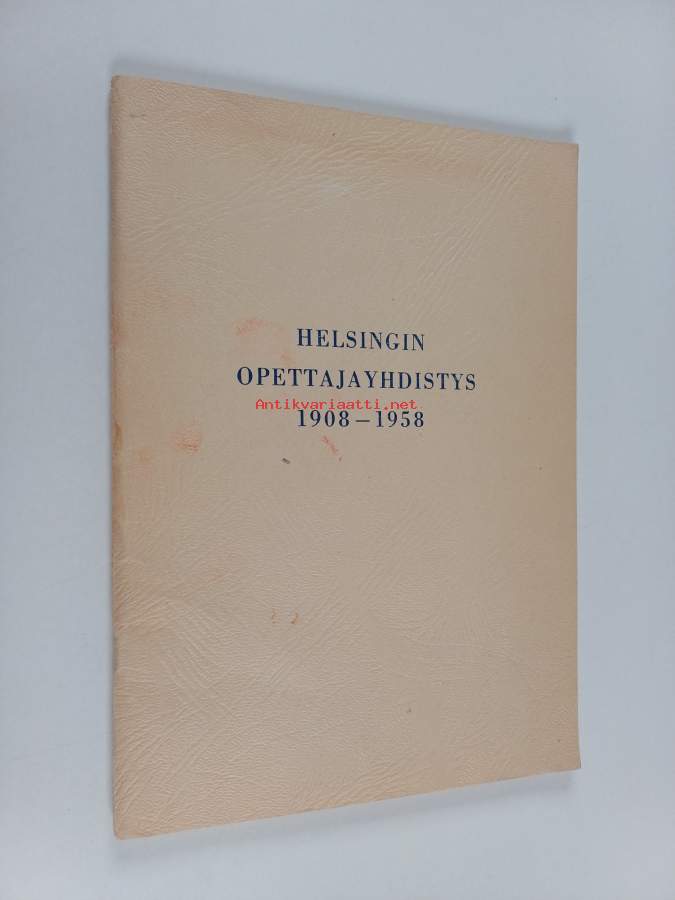 HELSINGIN
OPETTAJAYHDISTYS
Antikvariaatti.net
1908 – 1958